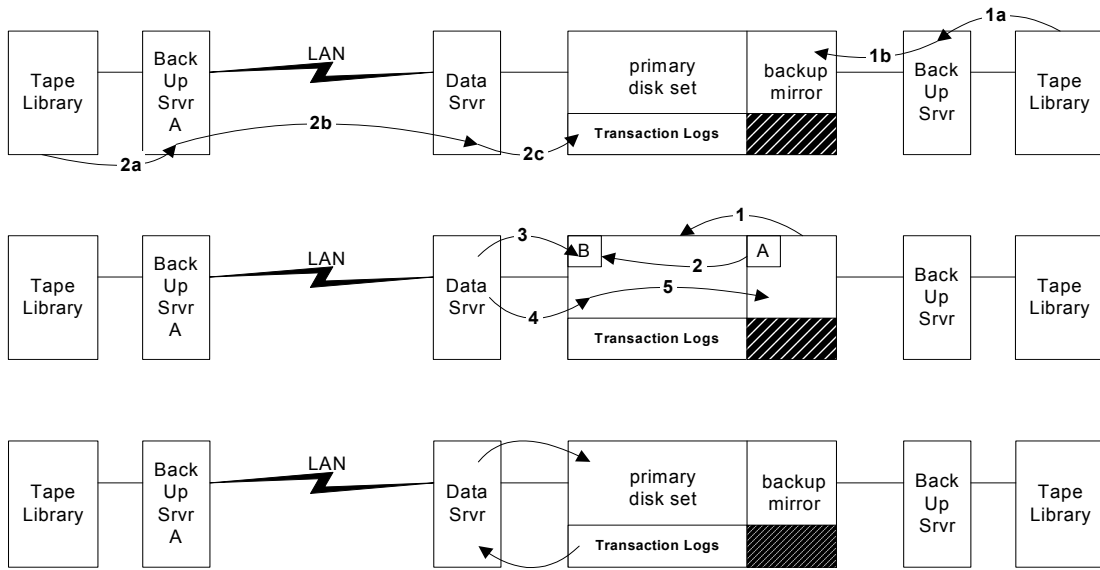 1a
1b
LAN
Tape
Library
Back
Up
Srvr
A
Data
Srvr
primary
disk set
backup
mirror
Back
Up
Srvr
Tape
Library
Transaction Logs
2a
2b
2c
1
LAN
Tape
Library
Back
Up
Srvr
A
Data
Srvr
3
B
2
A
4
5
Transaction Logs
Back
Up
Srvr
Tape
Library
LAN
Tape
Library
Back
Up
Srvr
A
Data
Srvr
primary
disk set
backup
mirror
Transaction Logs
Back
Up
Srvr
Tape
Library